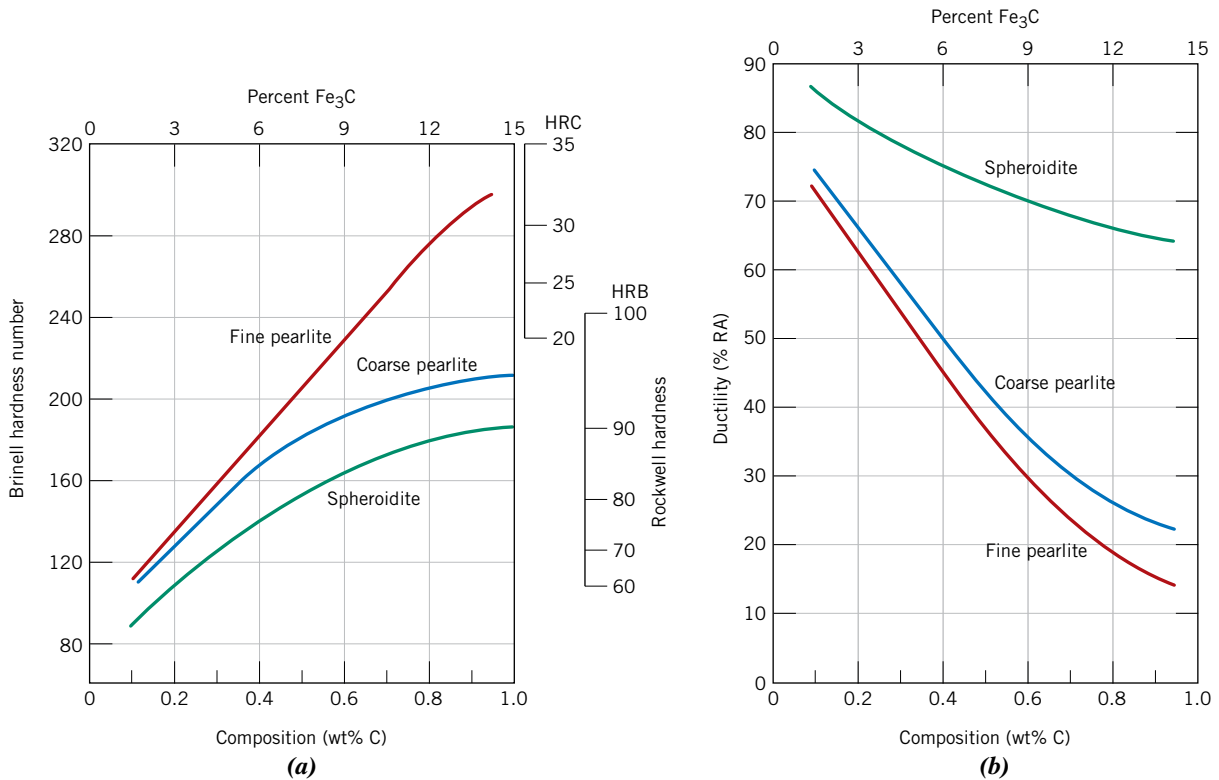 Percent Fe3C
0 3 6 9 12 15
HRC
320
280
240
200
160
120
80
35
30
25
20
HRB
100
90
80
70
60
Fine pearlite
Coarse pearlite
Spheroidite
Brinell hardness number
Rockwell hardness
0 0.2 0.4 0.6 0.8 1.0
Composition (wt% C)
(a)
Percent Fe3C
0 3 6 9 12 15
90
80
70
60
50
40
30
20
10
0
Spheroidite
Coarse pearlite
Fine pearlite
Ductility (% RA)
0 0.2 0.4 0.6 0.8 1.0
Composition (wt% C)
(b)